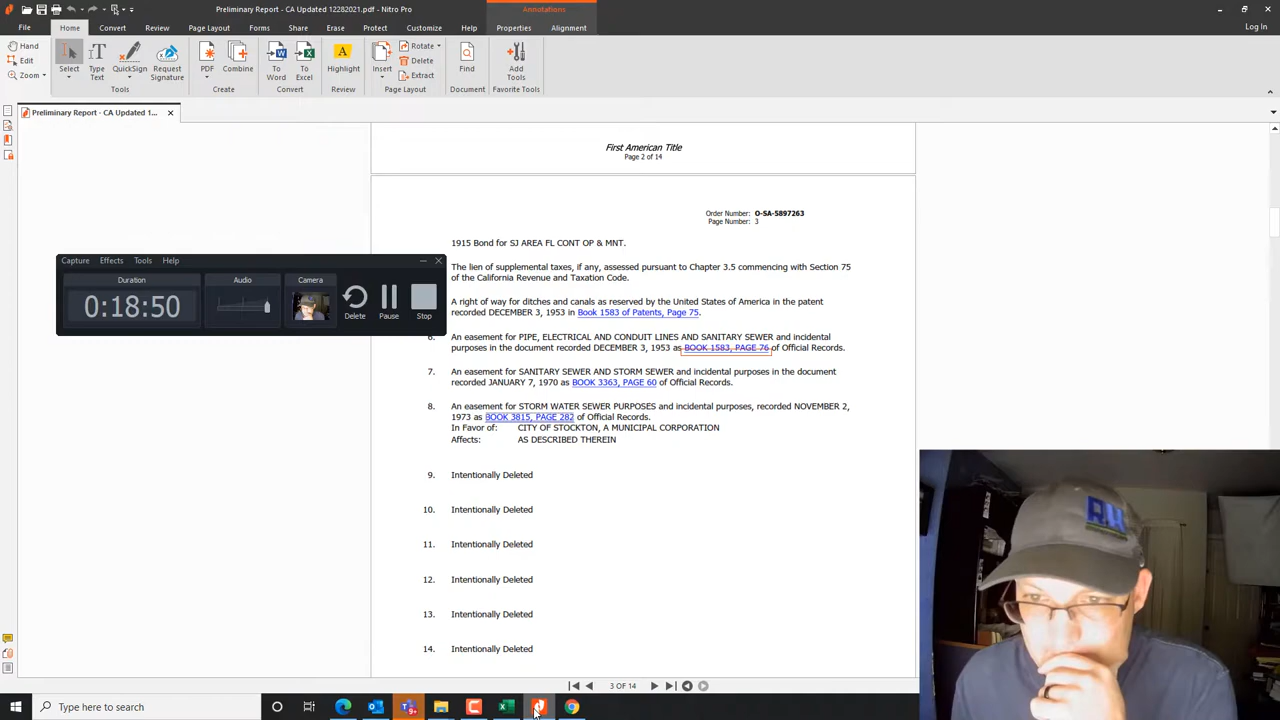 Preliminary Report - CA Updated 12282021.pdf - Nitro Pro
Annotations
File
Home
Convert
Review
Page Layout
Forms
Share
Erase
Protect
Customize
Help
Properties
Alignment
Log In
Hand
Edit
Zoom
Select
Type Text
QuickSign
Request Signature
Tools
PDF
Combine
Create
To Word
To Excel
Convert
Highlight
Review
Insert
Rotate
Delete
Extract
Page Layout
Find
Document
Add Tools
Favorite Tools
Preliminary Report - CA Updated 1...
First American Title
Page 2 of 14
Order Number: O-SA-5897263
Page Number: 3
1915 Bond for SJ AREA FL CONT OP & MNT.
The lien of supplemental taxes, if any, assessed pursuant to Chapter 3.5 commencing with Section 75
of the California Revenue and Taxation Code.
A right of way for ditches and canals as reserved by the United States of America in the patent
recorded DECEMBER 3, 1953 in Book 1583 of Patents, Page 75.
6. An easement for PIPE, ELECTRICAL AND CONDUIT LINES AND SANITARY SEWER and incidental
purposes in the document recorded DECEMBER 3, 1953 as BOOK 1583, PAGE 76 of Official Records.
7. An easement for SANITARY SEWER AND STORM SEWER and incidental purposes in the document
recorded JANUARY 7, 1970 as BOOK 3363, PAGE 60 of Official Records.
8. An easement for STORM WATER SEWER PURPOSES and incidental purposes, recorded NOVEMBER 2,
1973 as BOOK 3815, PAGE 282 of Official Records.
In Favor of: CITY OF STOCKTON, A MUNICIPAL CORPORATION
Affects: AS DESCRIBED THEREIN
9. Intentionally Deleted
10. Intentionally Deleted
11. Intentionally Deleted
12. Intentionally Deleted
13. Intentionally Deleted
14. Intentionally Deleted
Capture Effects Tools Help
Duration
0:18:50
Audio
Camera
Delete
Pause
Stop
3 OF 14
Type here to search
9+